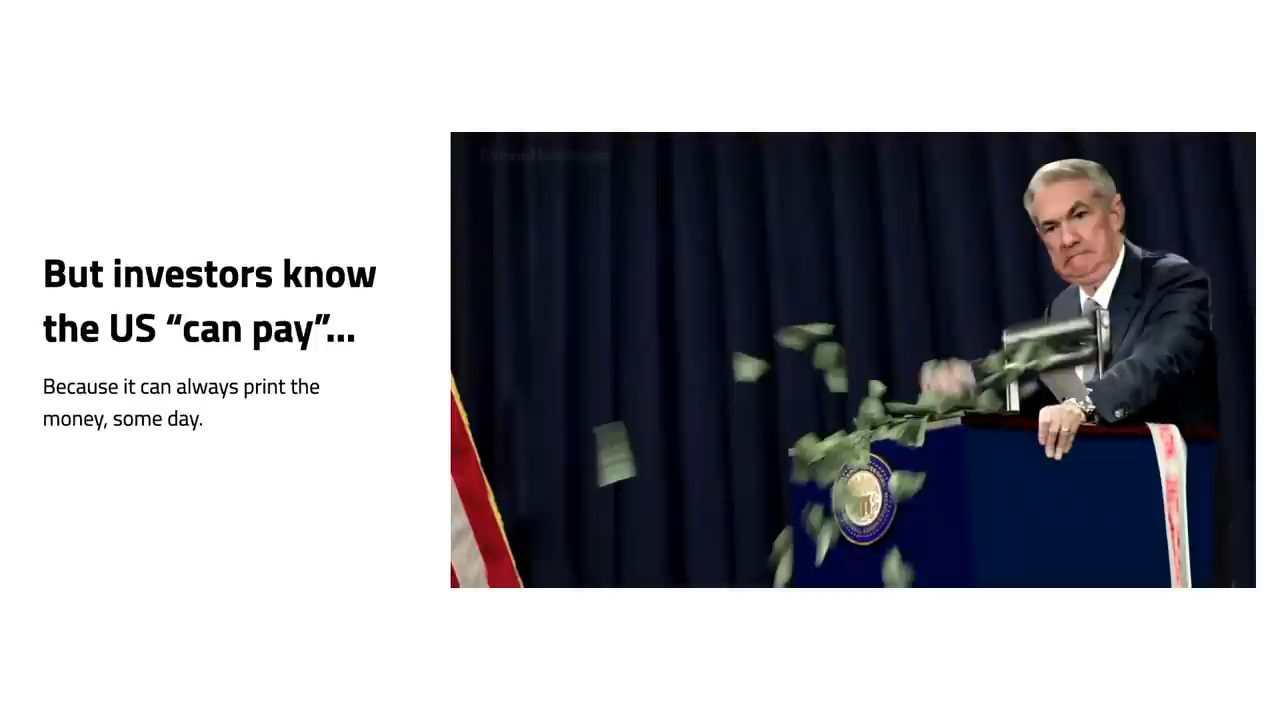 But investors know
the US “can pay”...
Because it can always print the
money, some day.